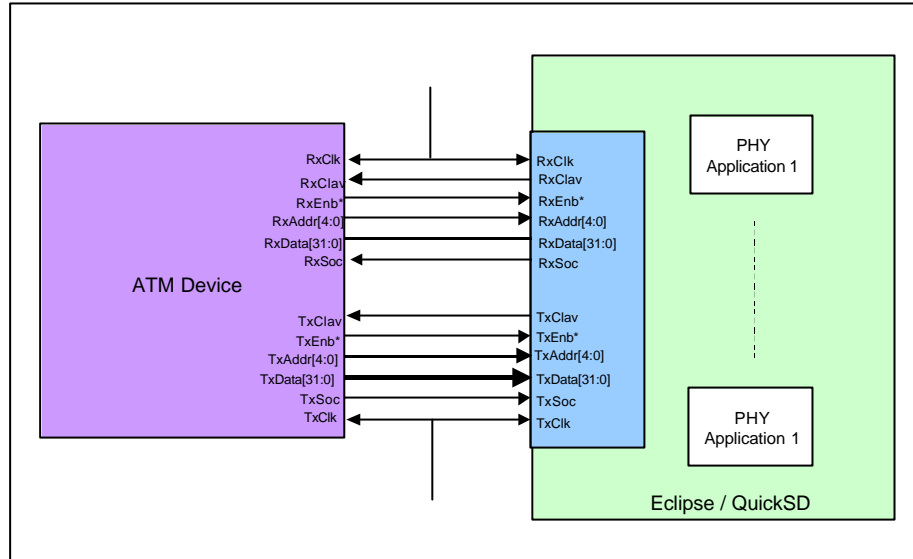 ATM Device
RxClk
RxClav
RxEnb*
RxAddr[4:0]
RxData[31:0]
RxSoc
TxClav
TxEnb*
TxAddr[4:0]
TxData[31:0]
TxSoc
TxClk
RxClk
RxClav
RxEnb*
RxAddr[4:0]
RxData[31:0]
RxSoc
TxClav
TxEnb*
TxAddr[4:0]
TxData[31:0]
TxSoc
TxClk
PHY
Application 1
PHY
Application 1
Eclipse / QuickSD